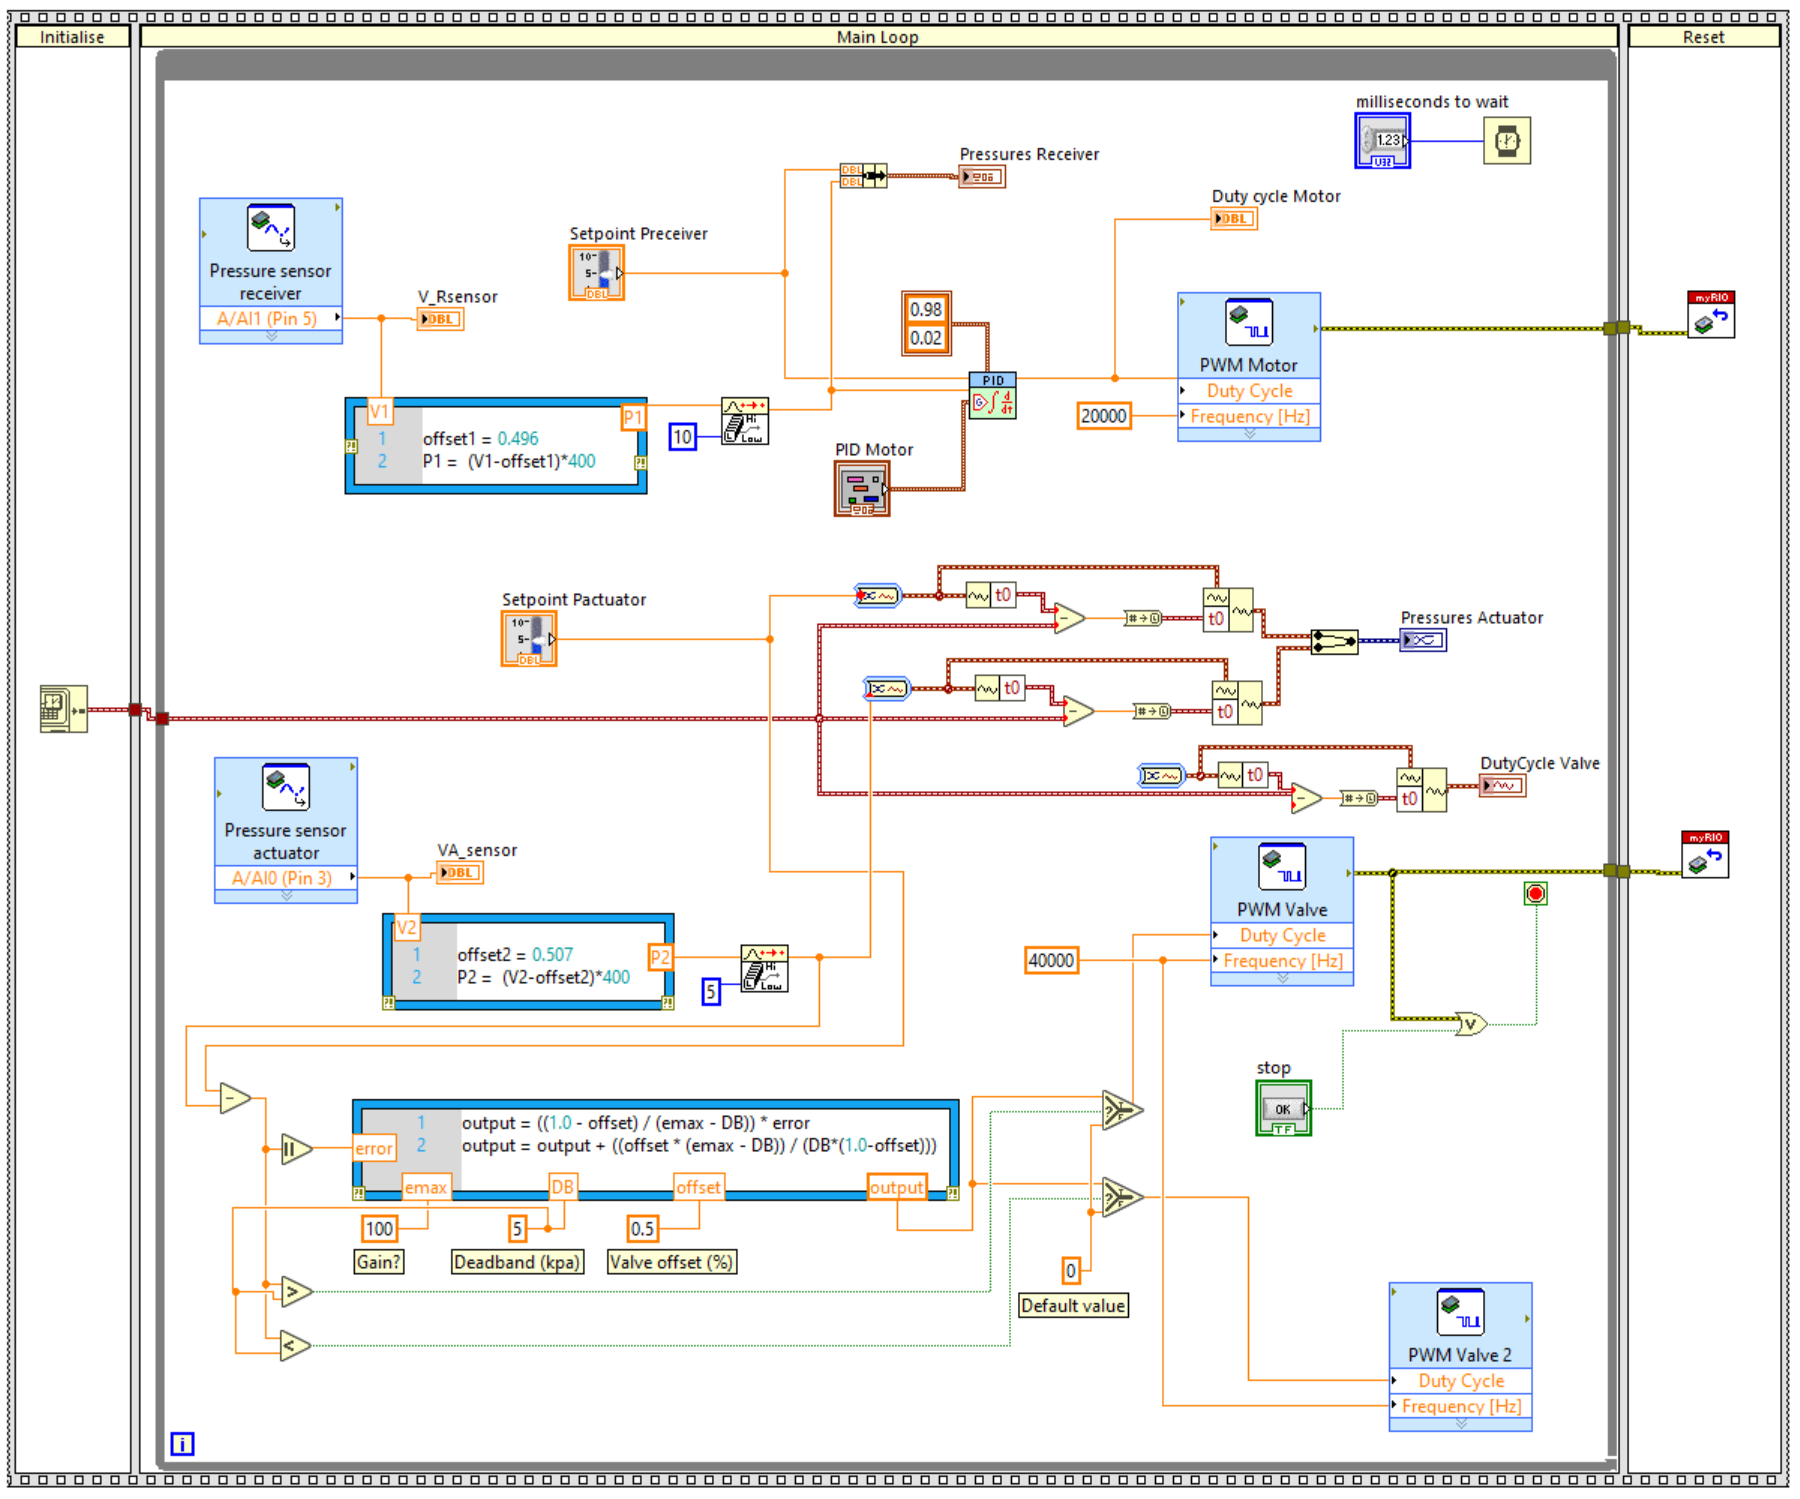 Initialise
Main Loop
Reset
milliseconds to wait
1.23
U32
Pressures Receiver
DBL
DBL
Duty cycle Motor
DBL
Setpoint Preceiver
10-
5-
DBL
Pressure sensor
receiver
A/AI1 (Pin 5)
V_Rsensor
DBL
0.98
0.02
PID
PWM Motor
Duty Cycle
Frequency [Hz]
20000
myRIO
V1
P1
1 offset1 = 0.496
2 P1 = (V1-offset1)*400
10
Hi
Low
PID Motor
Setpoint Pactuator
10-
5-
DBL
t0
t0
Pressures Actuator
t0
t0
t0
t0
DutyCycle Valve
Pressure sensor
actuator
A/AI0 (Pin 3)
VA_sensor
DBL
V2
P2
1 offset2 = 0.507
2 P2 = (V2-offset2)*400
5
Hi
Low
PWM Valve
Duty Cycle
Frequency [Hz]
40000
myRIO
stop
OK
TF
1 output = ((1.0 - offset) / (emax - DB)) * error
2 output = output + ((offset * (emax - DB)) / (DB*(1.0-offset)))
error
emax
DB
offset
output
100
5
0.5
Gain?
Deadband (kpa)
Valve offset (%)
0
Default value
PWM Valve 2
Duty Cycle
Frequency [Hz]
i